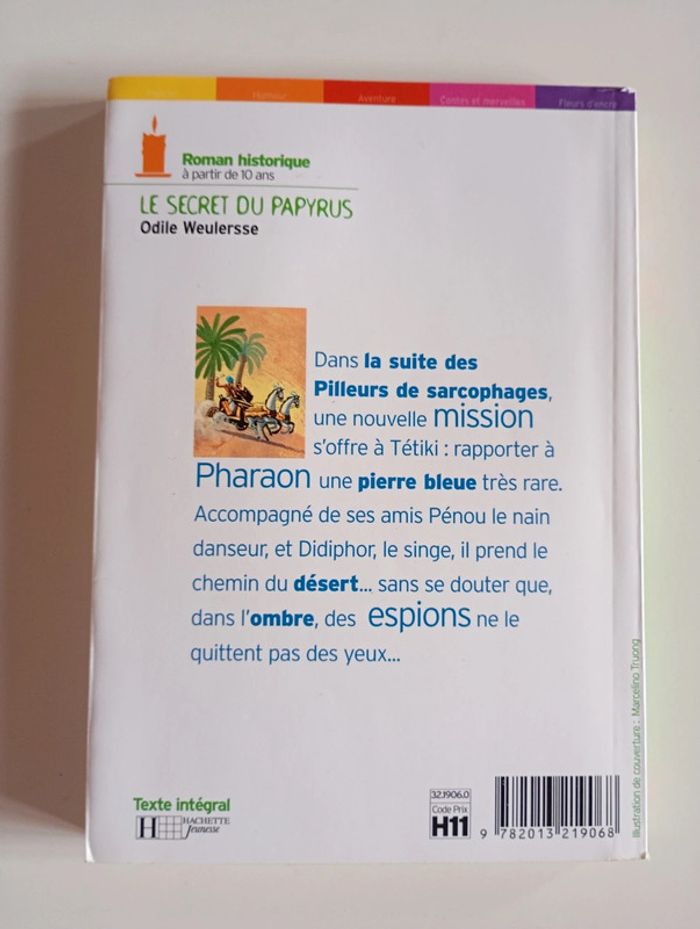 Humour
Aventure
Contes et merveilles
Fleurs d'encre
Roman historique
à partir de 10 ans
LE SECRET DU PAPYRUS
Odile Weulersse
Dans la suite des
Pilleurs de sarcophages,
une nouvelle mission
s'offre à Tétiki : rapporter à
Pharaon une pierre bleue très rare.
Accompagné de ses amis Pénou le nain
danseur, et Didiphor, le singe, il prend le
chemin du désert... sans se douter que,
dans l'ombre, des espions ne le
quittent pas des yeux...
Illustration de couverture : Marcelino Truong
Texte intégral
H HACHETTE
Jeunesse
32.1906.0
Code Prix
H11
9 782013 219068